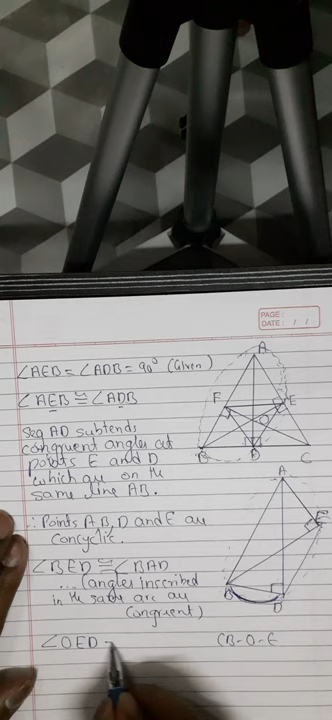 PAGE :
DATE : / /
∠AEB = ∠ADB = 90° (Given)
∠AEB ≅ ∠ADB
Seg AD subtends
congruent angles at
points E and D
which are on the
same line AB.
∴ Points A, B, D and E are
Concyclic.
∠BED ≅ ∠BAD
... (angles inscribed
in the same arc are
congruent)
∠OED =
(B-O-E
A
F
E
O
B
D
C
A
E
B
D